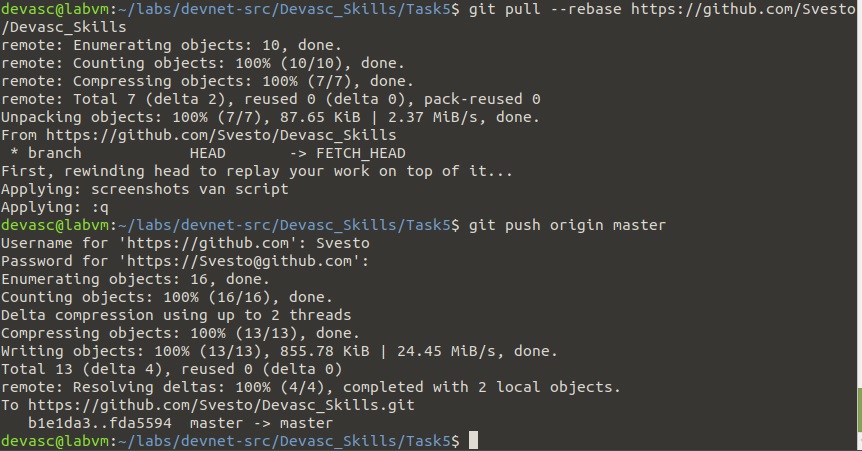 devasc@labvm:~/labs/devnet-src/Devasc_Skills/Task5$ git pull --rebase https://github.com/Svesto
/Devasc_Skills
remote: Enumerating objects: 10, done.
remote: Counting objects: 100% (10/10), done.
remote: Compressing objects: 100% (7/7), done.
remote: Total 7 (delta 2), reused 0 (delta 0), pack-reused 0
Unpacking objects: 100% (7/7), 87.65 KiB | 2.37 MiB/s, done.
From https://github.com/Svesto/Devasc_Skills
 * branch            HEAD       -> FETCH_HEAD
First, rewinding head to replay your work on top of it...
Applying: screenshots van script
Applying: :q
devasc@labvm:~/labs/devnet-src/Devasc_Skills/Task5$ git push origin master
Username for 'https://github.com': Svesto
Password for 'https://Svesto@github.com':
Enumerating objects: 16, done.
Counting objects: 100% (16/16), done.
Delta compression using up to 2 threads
Compressing objects: 100% (13/13), done.
Writing objects: 100% (13/13), 855.78 KiB | 24.45 MiB/s, done.
Total 13 (delta 4), reused 0 (delta 0)
remote: Resolving deltas: 100% (4/4), completed with 2 local objects.
To https://github.com/Svesto/Devasc_Skills.git
   b1e1da3..fda5594  master -> master
devasc@labvm:~/labs/devnet-src/Devasc_Skills/Task5$